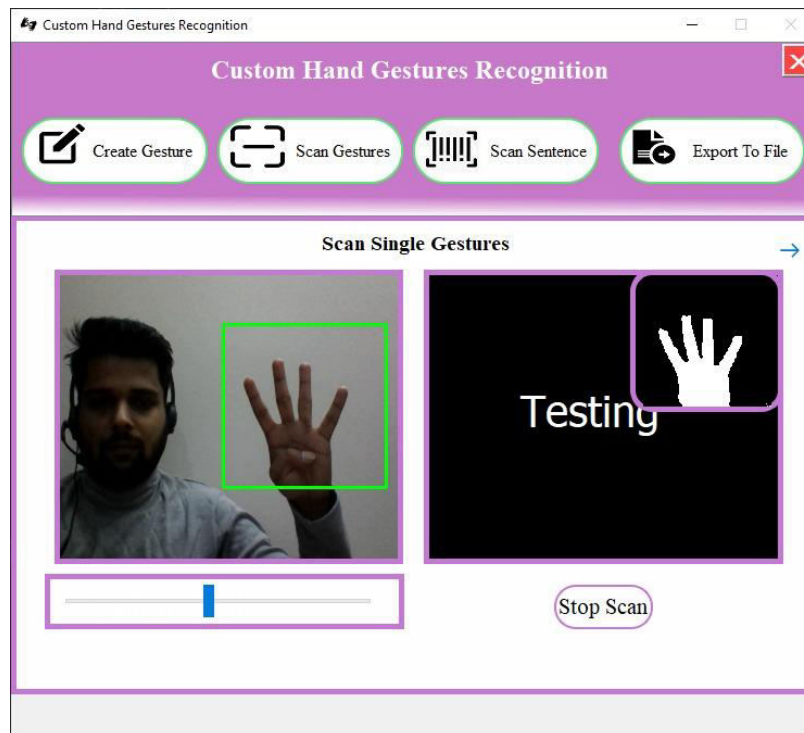 Custom Hand Gestures Recognition
Custom Hand Gestures Recognition
Create Gesture
Scan Gestures
Scan Sentence
Export To File
Scan Single Gestures
Testing
Stop Scan